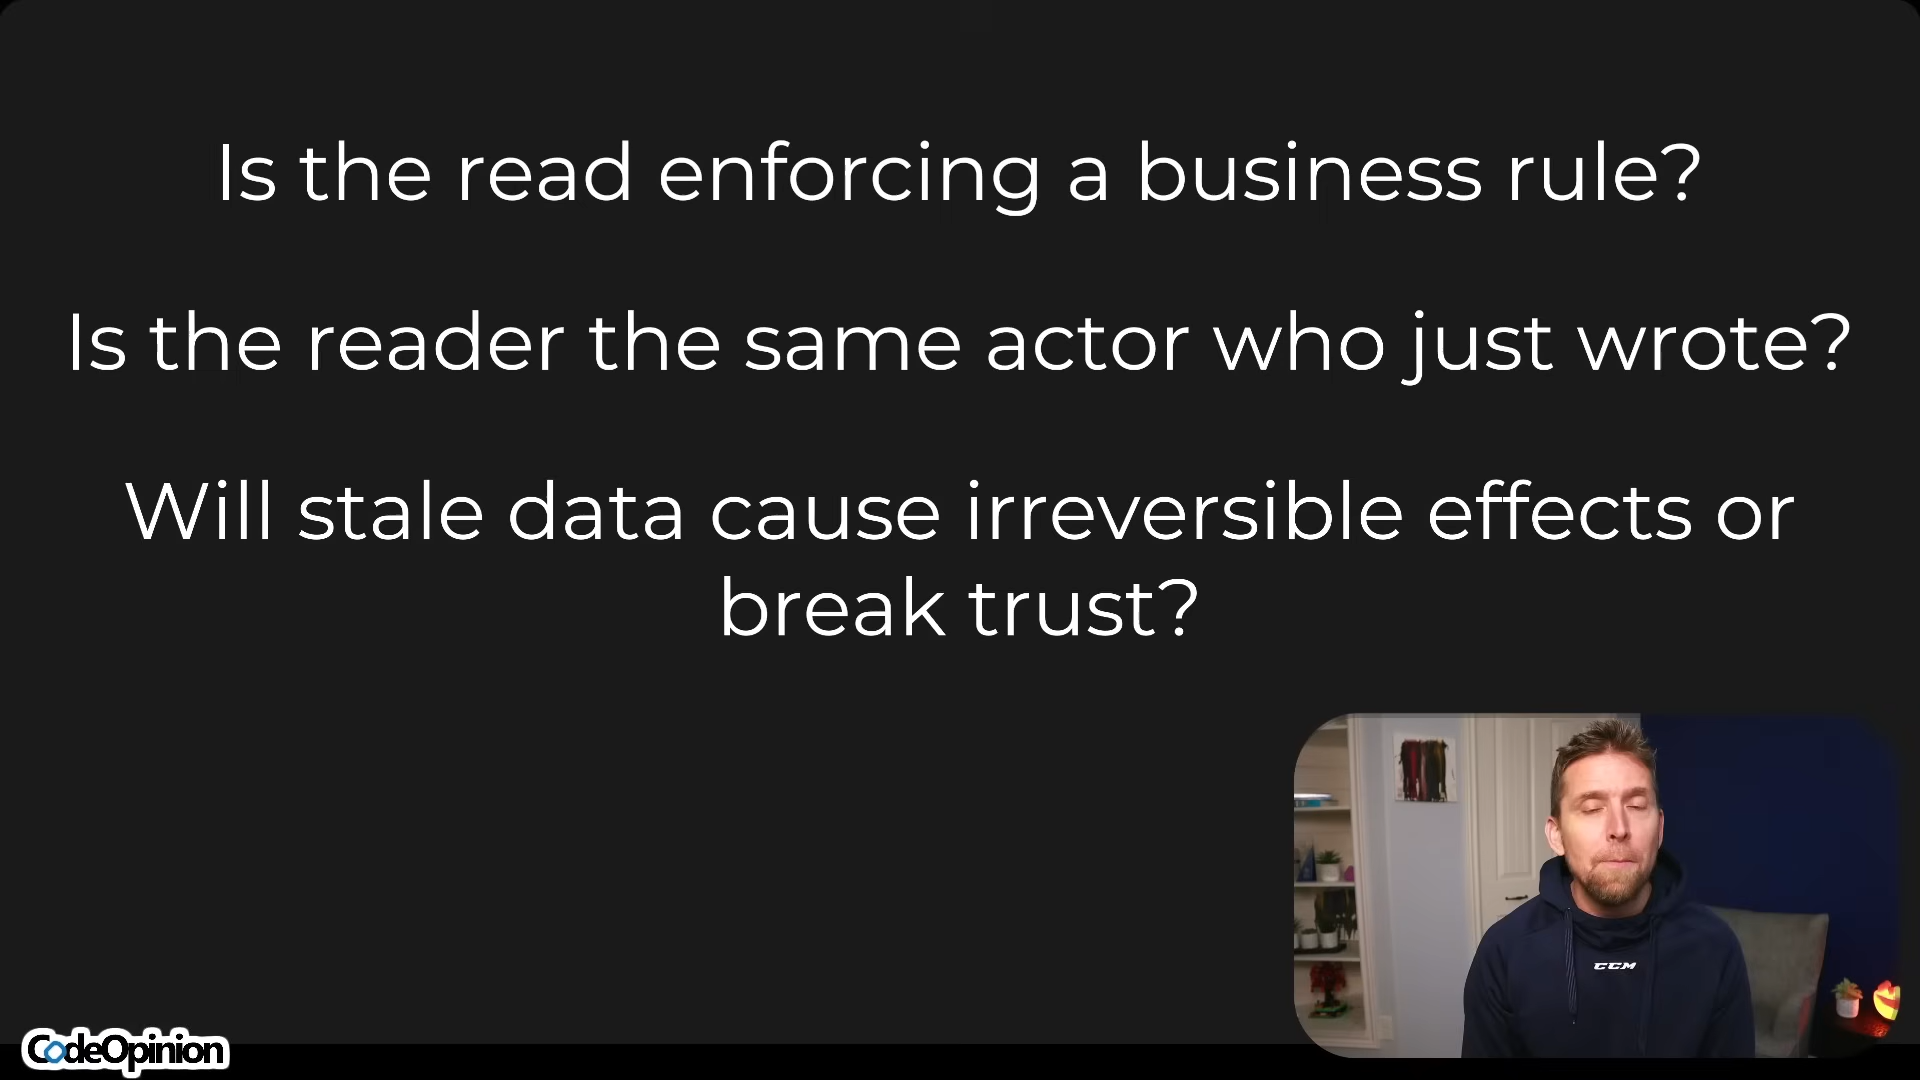 Is the read enforcing a business rule?
Is the reader the same actor who just wrote?
Will stale data cause irreversible effects or
break trust?
CCM
CodeOpinion